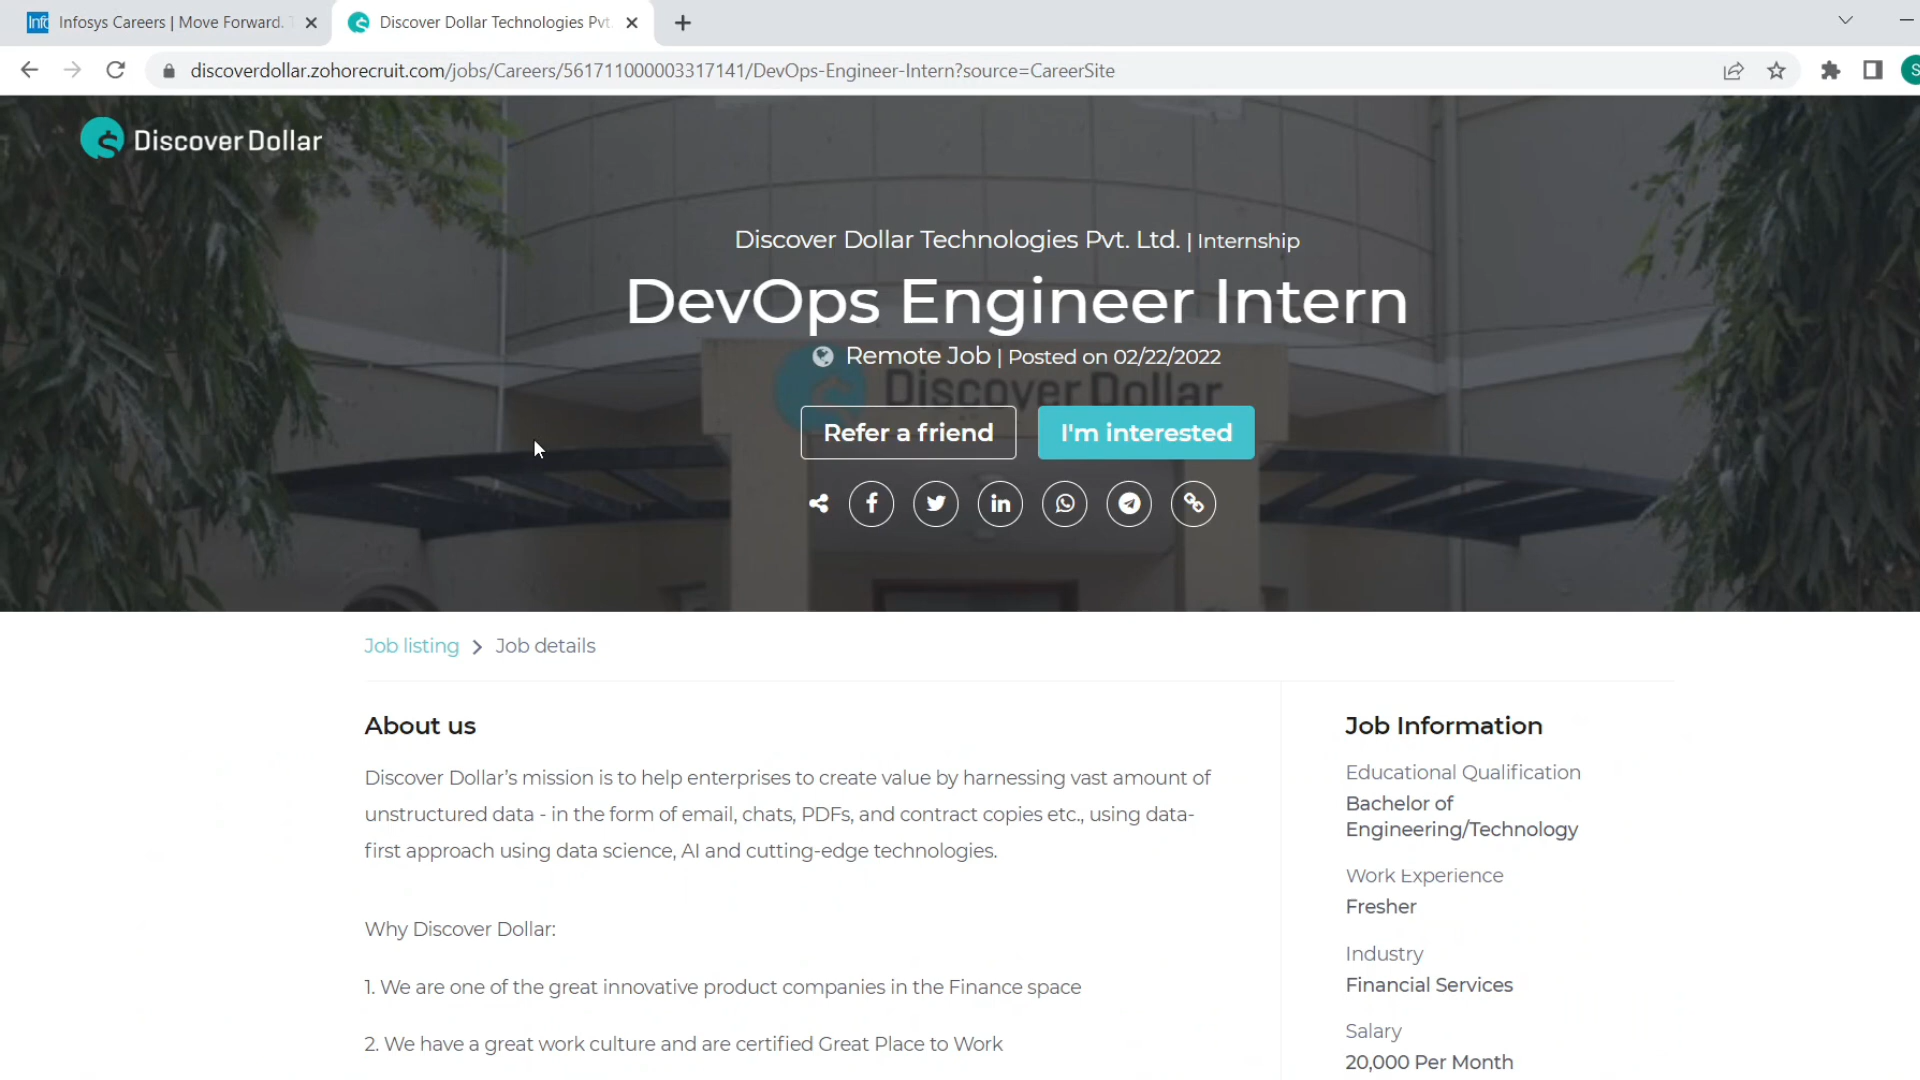 Infosys Careers | Move Forward.
Discover Dollar Technologies Pvt.
discoverdollar.zohorecruit.com/jobs/Careers/561711000003317141/DevOps-Engineer-Intern?source=CareerSite
S
Discover Dollar
Discover Dollar Technologies Pvt. Ltd. | Internship
DevOps Engineer Intern
Remote Job | Posted on 02/22/2022
Discover Dollar
Refer a friend
I'm interested
Job listing > Job details
About us
Discover Dollar’s mission is to help enterprises to create value by harnessing vast amount of
unstructured data - in the form of email, chats, PDFs, and contract copies etc., using data-
first approach using data science, AI and cutting-edge technologies.
Why Discover Dollar:
1. We are one of the great innovative product companies in the Finance space
2. We have a great work culture and are certified Great Place to Work
Job Information
Educational Qualification
Bachelor of
Engineering/Technology
Work Experience
Fresher
Industry
Financial Services
Salary
20,000 Per Month